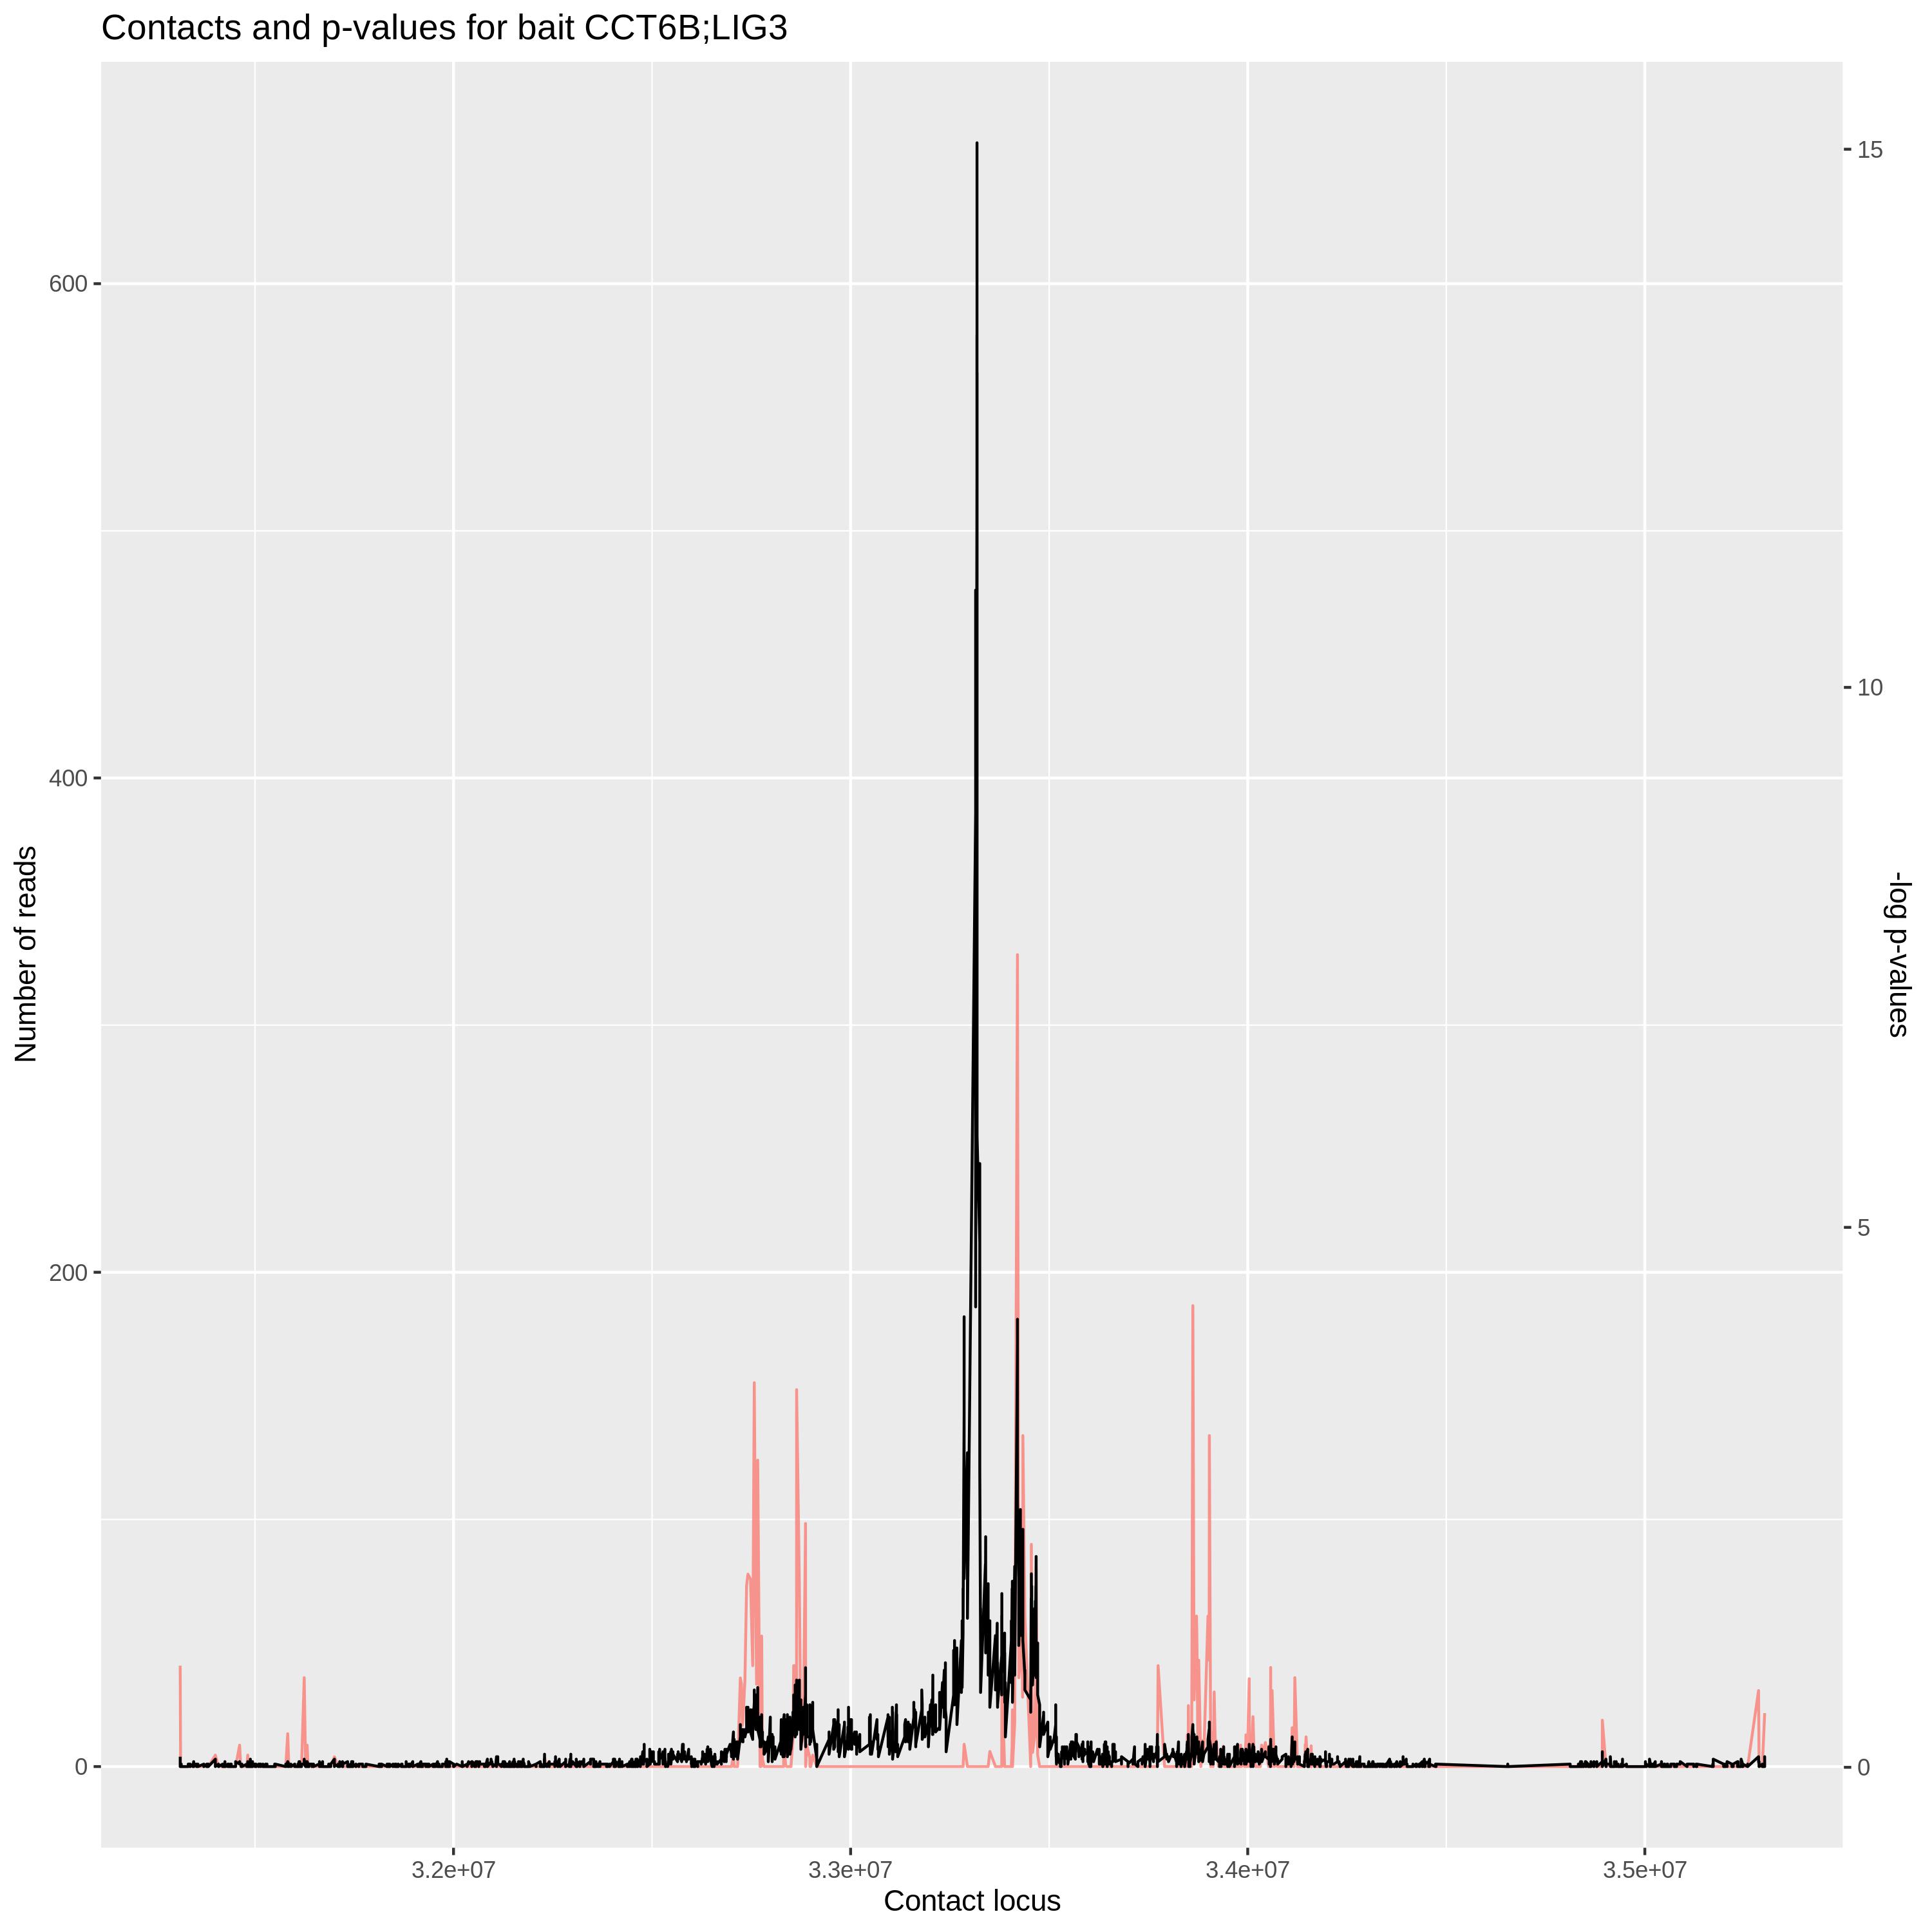 Contacts and p-values for bait CCT6B;LIG3
Number of reads
600
400
200
0
15
10
5
0
-log p-values
3.2e+07
3.3e+07
3.4e+07
3.5e+07
Contact locus